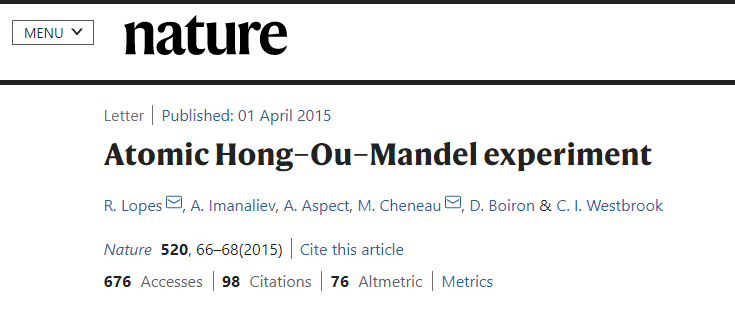 MENU nature
Letter | Published: 01 April 2015
Atomic Hong–Ou–Mandel experiment
R. Lopes, A. Imanaliev, A. Aspect, M. Cheneau, D. Boiron & C. I. Westbrook
Nature 520, 66–68(2015) | Cite this article
676 Accesses | 98 Citations | 76 Altmetric | Metrics